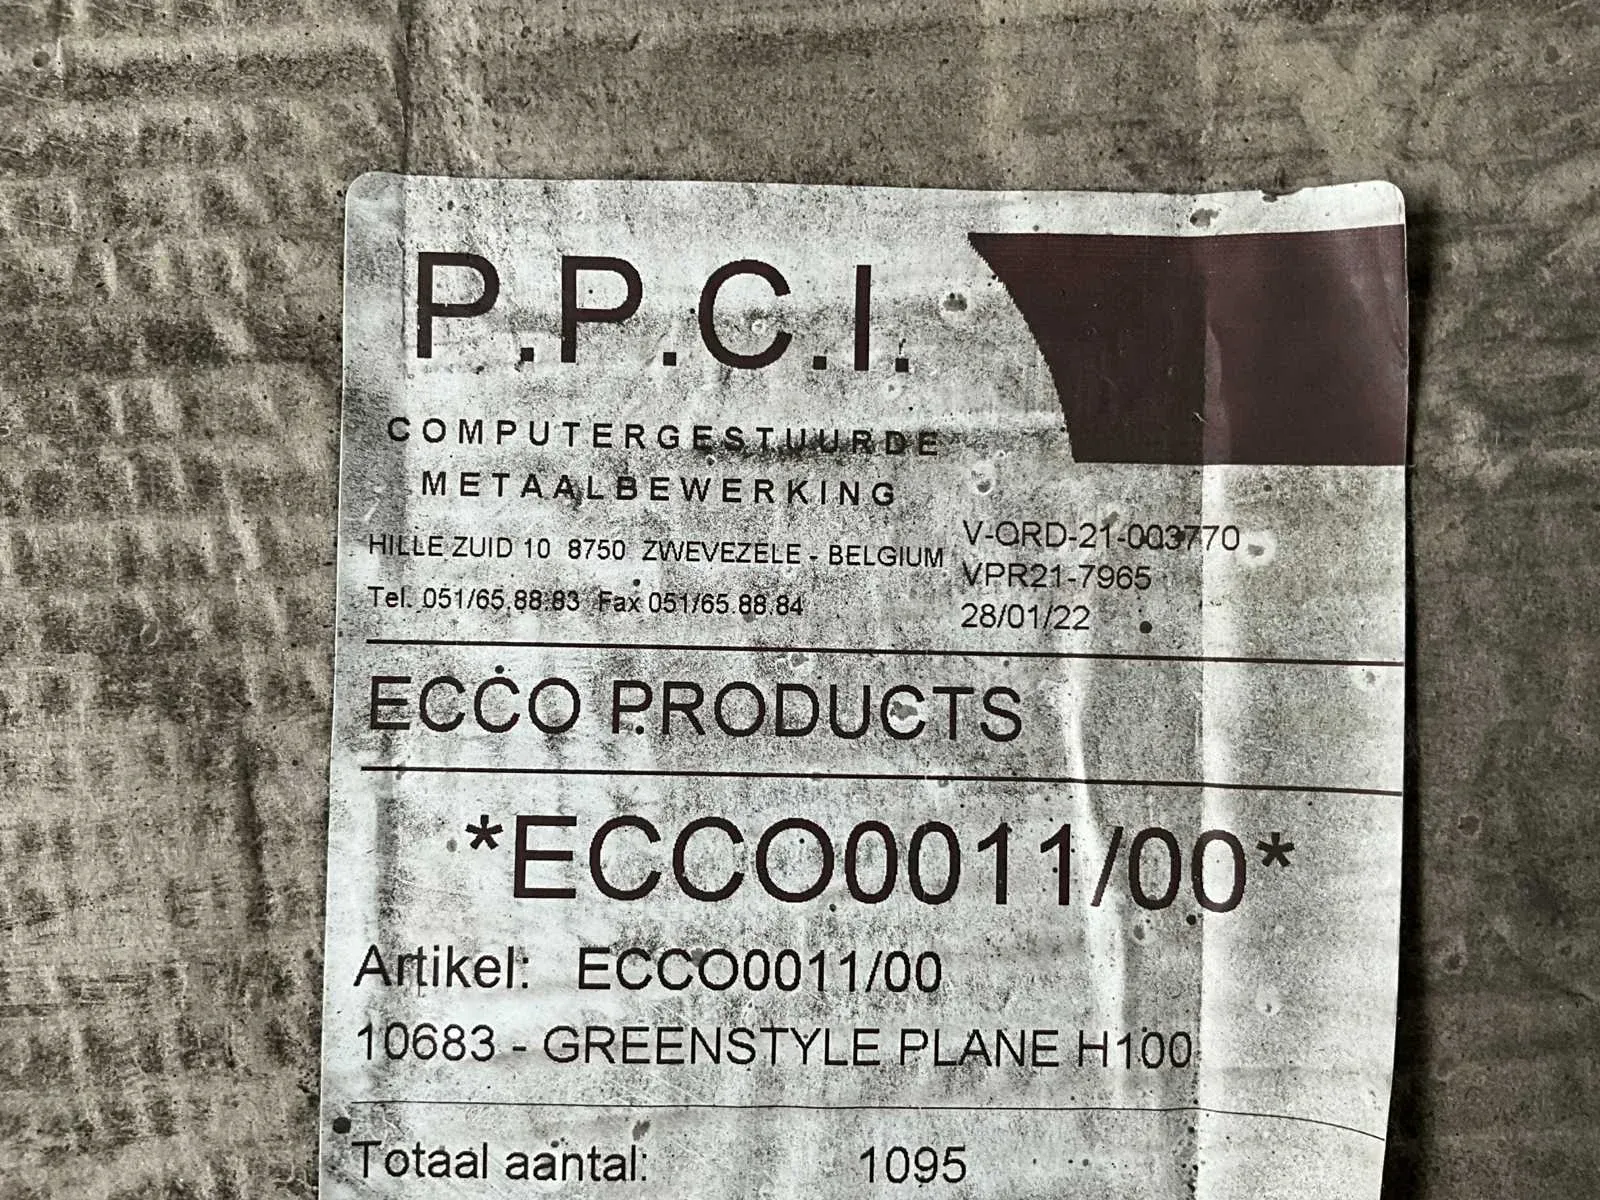 P.P.C.I.
COMPUTERGESTUURDE
METAALBEWERKING
HILLE ZUID 10 8750 ZWEVEZELE - BELGIUM
Tel. 051/65.88.83 Fax 051/65.88.84
V-ORD-21-003770
VPR21-7965
28/01/22
ECCO PRODUCTS
*ECCO0011/00*
Artikel: ECCO0011/00
10683 - GREENSTYLE PLANE H100
Totaal aantal: 1095